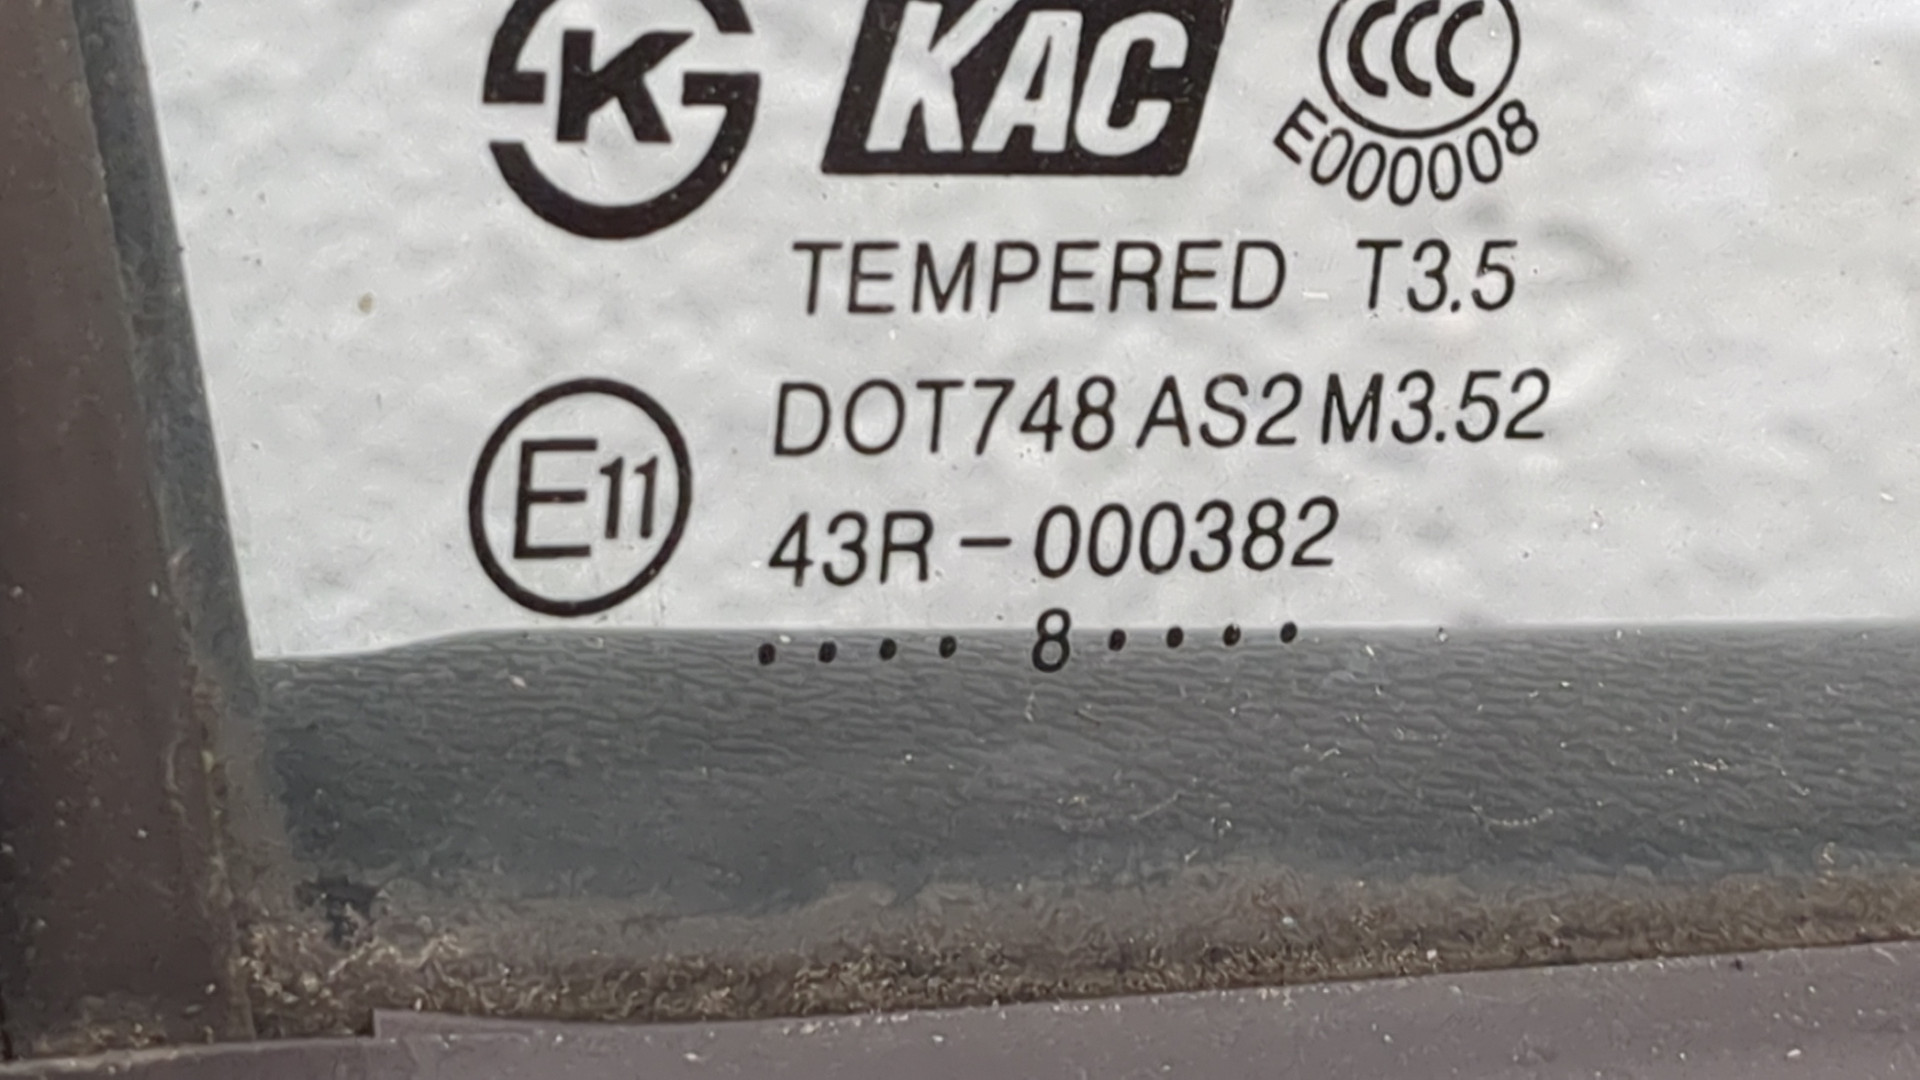 K KAC CCC
E000008
TEMPERED T3.5
DOT748 AS2 M3.52
E11 43R-000382
•••• 8 ••••